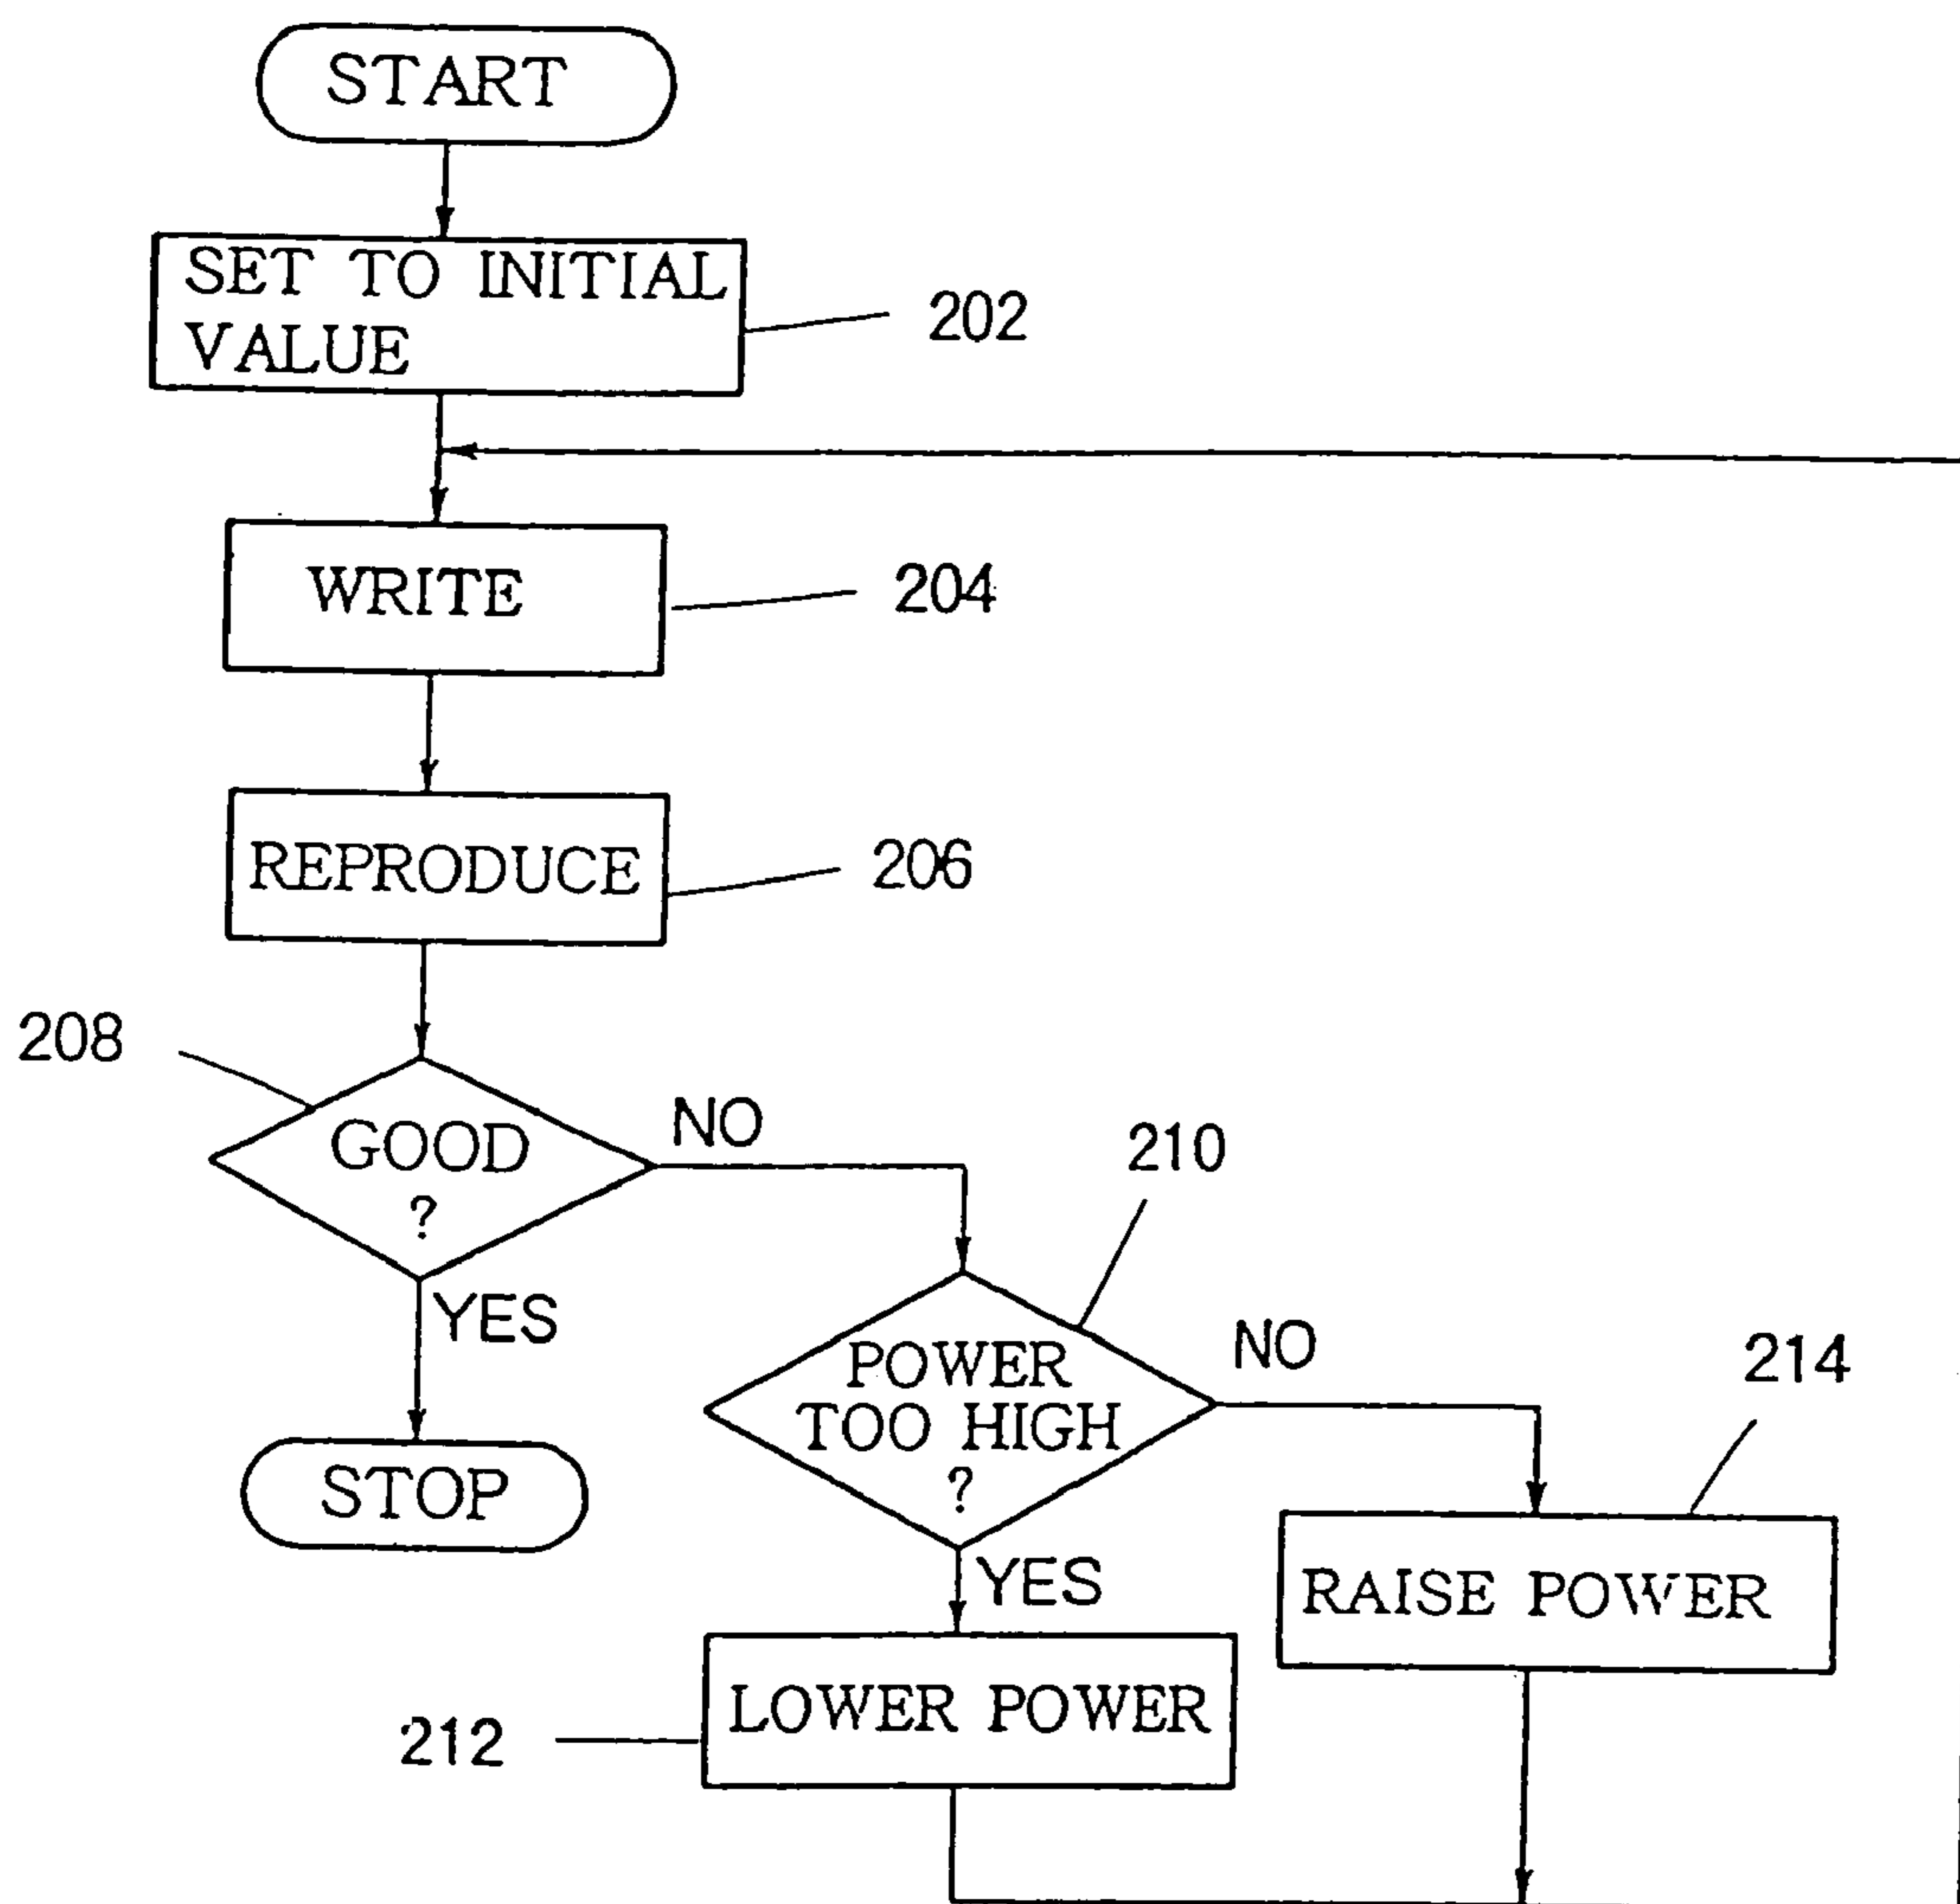 START
SET TO INITIAL
VALUE
202
WRITE
204
REPRODUCE
206
208
GOOD
?
NO
YES
STOP
210
POWER
TOO HIGH
?
NO
YES
214
RAISE POWER
LOWER POWER
212